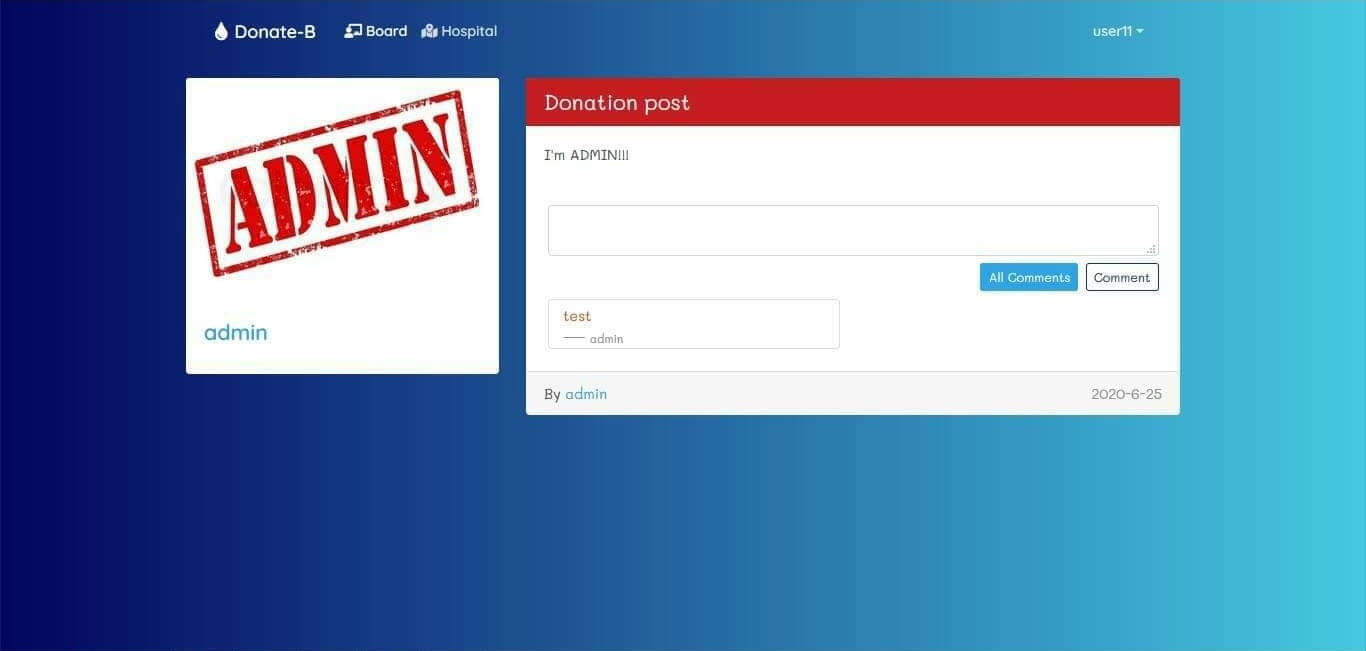 Donate-B Board Hospital user11
ADMIN
admin
Donation post
I'm ADMIN!!!
All Comments Comment
test
— admin
By admin 2020-6-25